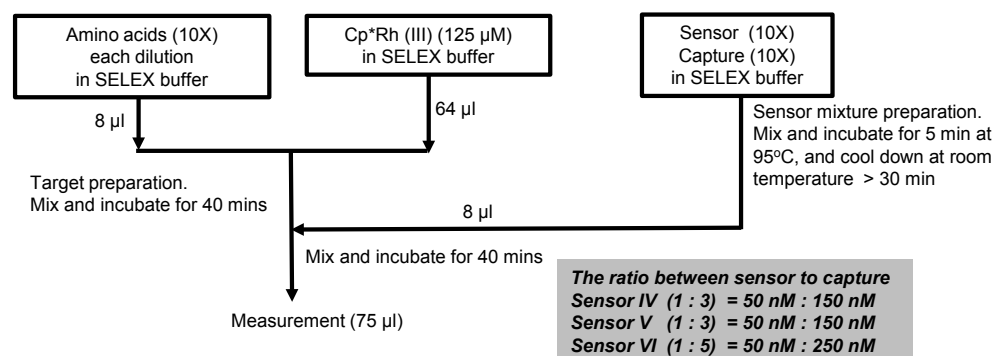 Amino acids (10X)
each dilution
in SELEX buffer
Cp*Rh (III) (125 µM)
in SELEX buffer
Sensor (10X)
Capture (10X)
in SELEX buffer
8 µl
64 µl
Sensor mixture preparation.
Mix and incubate for 5 min at
95ºC, and cool down at room
temperature > 30 min
Target preparation.
Mix and incubate for 40 mins
8 µl
Mix and incubate for 40 mins
Measurement (75 µl)
The ratio between sensor to capture
Sensor IV (1 : 3) = 50 nM : 150 nM
Sensor V (1 : 3) = 50 nM : 150 nM
Sensor VI (1 : 5) = 50 nM : 250 nM